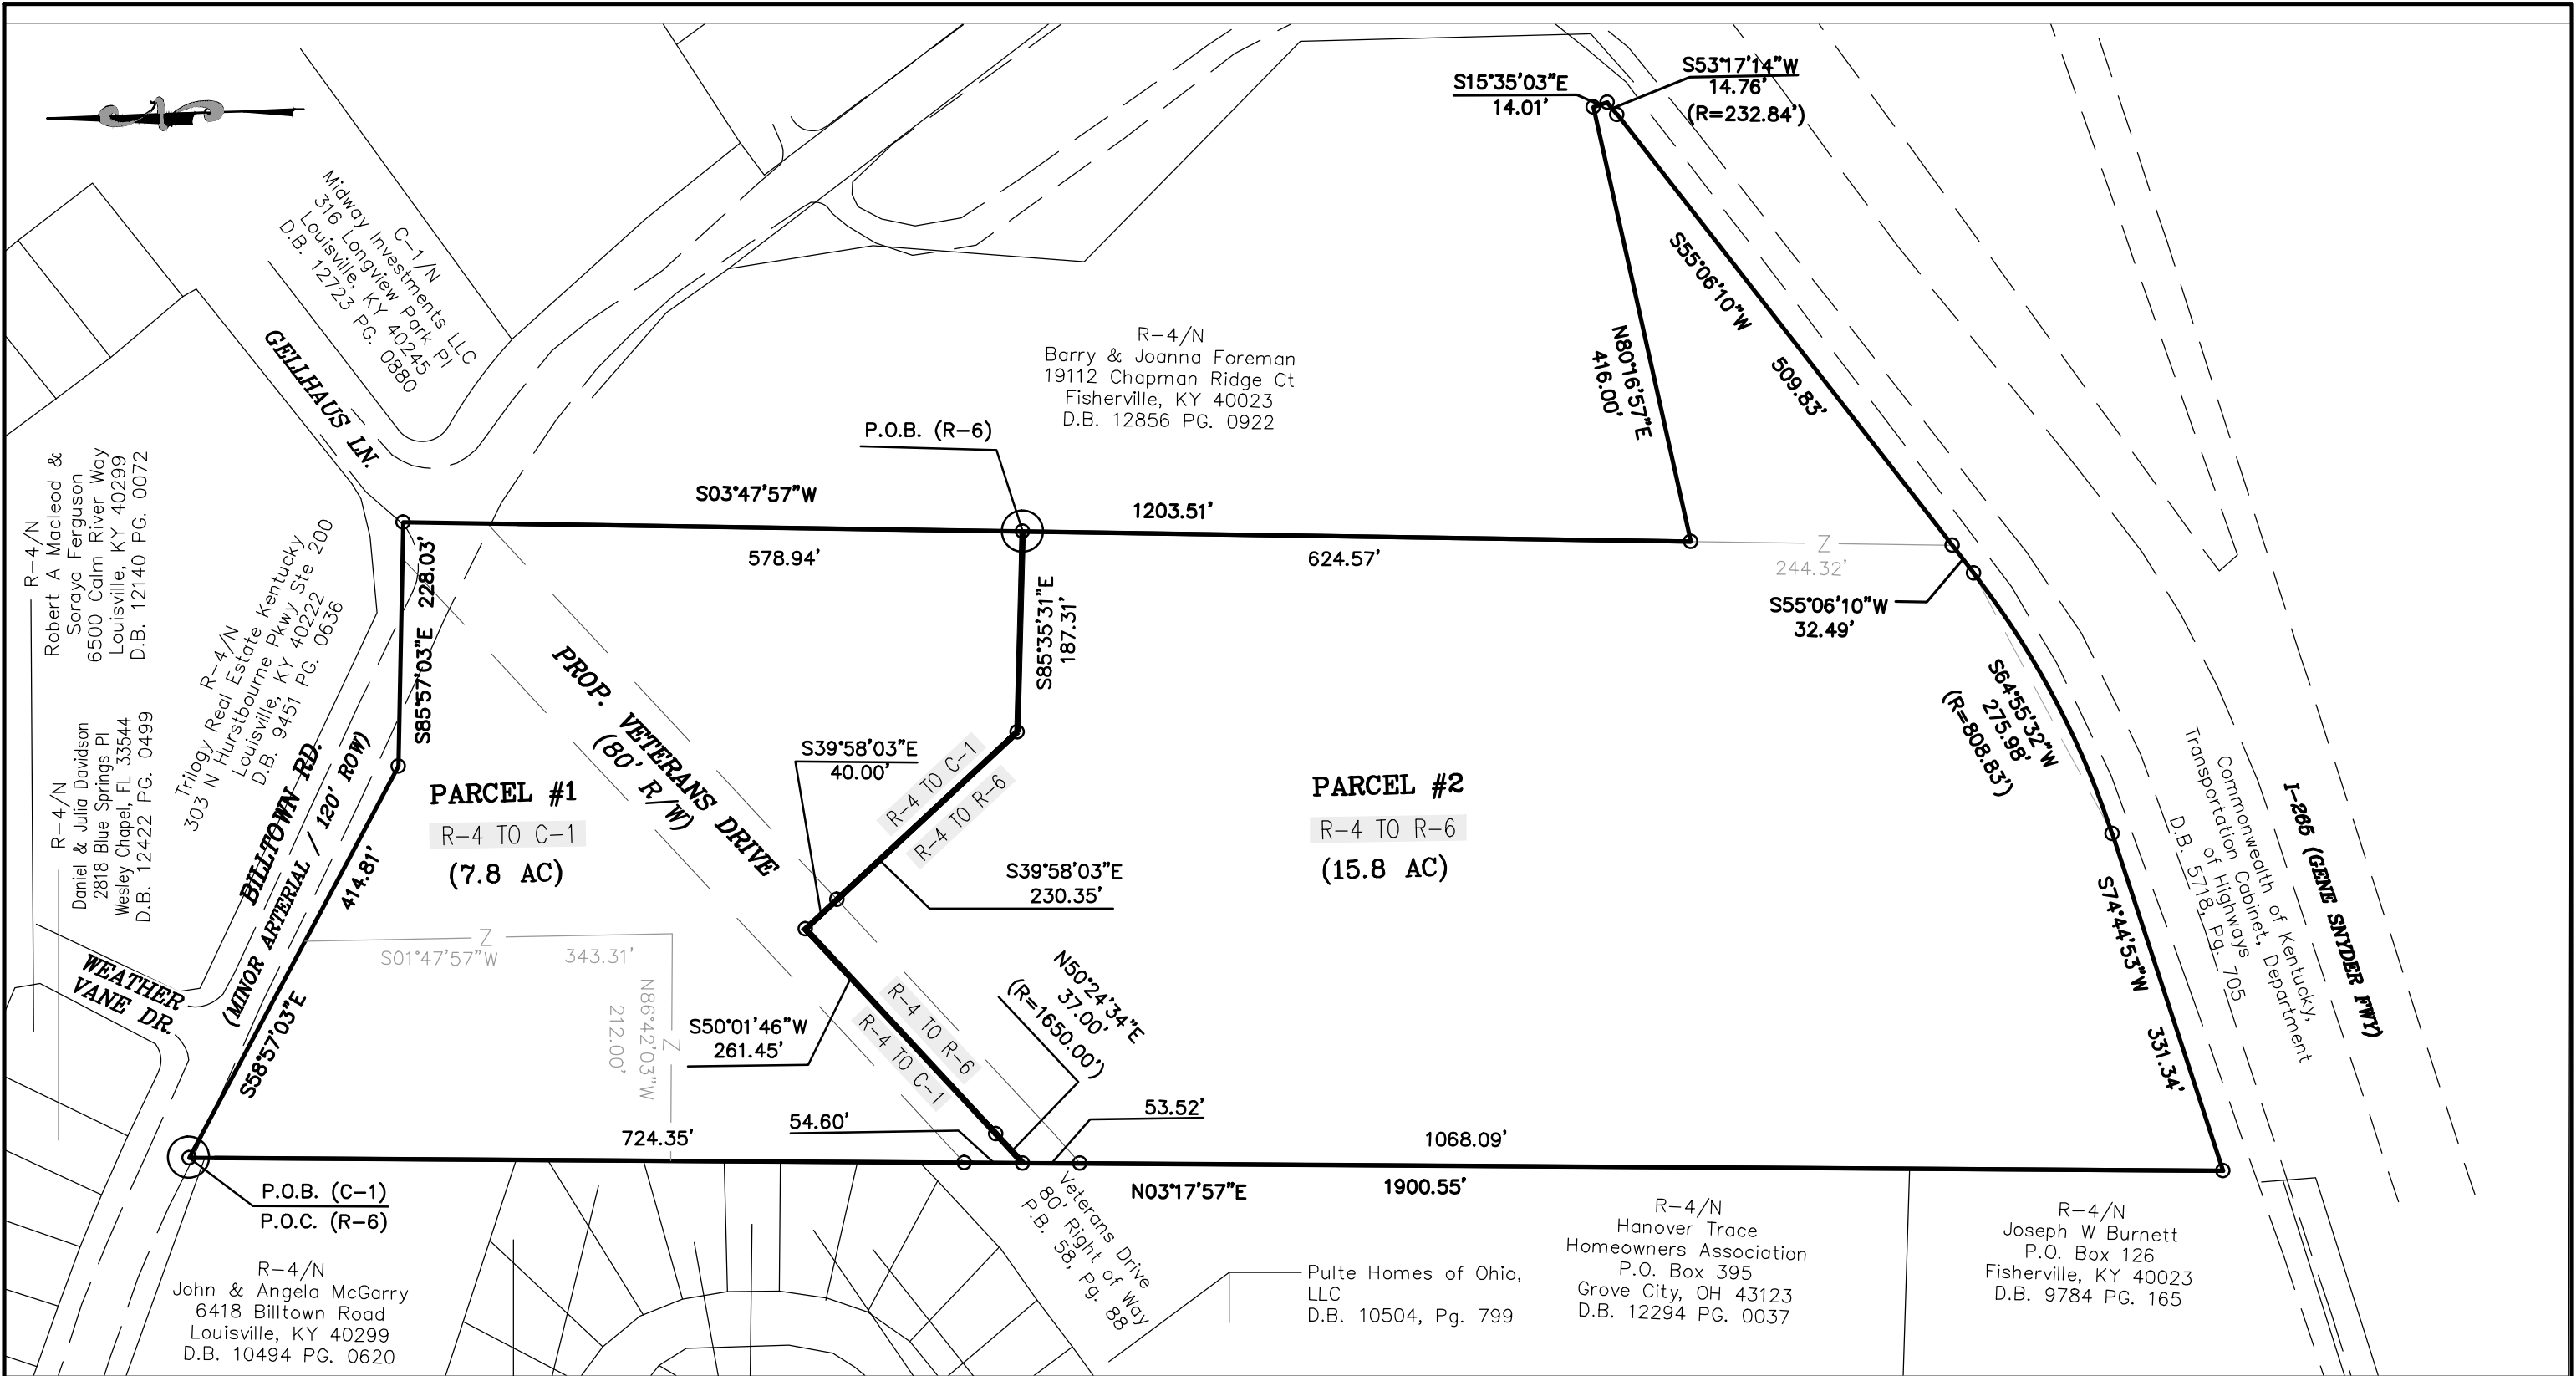 S15°35'03"E
14.01'
S53°17'14"W
14.76'
(R=232.84')
C-1/N
Midway Investments LLC
316 Longview Park Pl
Louisville, KY 40245
D.B. 12723 PG. 0880
GELLHAUS LN.
R-4/N
Barry & Joanna Foreman
19112 Chapman Ridge Ct
Fisherville, KY 40023
D.B. 12856 PG. 0922
S55°06'10"W
509.83'
N80°16'57"E
416.00'
P.O.B. (R-6)
S03°47'57"W
1203.51'
578.94'
624.57'
Z
244.32'
S55°06'10"W
32.49'
R-4/N
Robert A Macleod &
Soraya Ferguson
6500 Calm River Way
Louisville, KY 40299
D.B. 12140 PG. 0072
R-4/N
Trilogy Real Estate Kentucky
303 N Hurstbourne Pkwy Ste 200
Louisville, KY 40222
D.B. 9451 PG. 0636
S85°57'03"E 228.03'
S85°35'31"E
187.31'
PROP. VETERANS DRIVE
(80' R/W)
S64°55'32"W
275.98'
(R=808.83')
R-4/N
Daniel & Julia Davidson
2818 Blue Springs Pl
Wesley Chapel, FL 33544
D.B. 12422 PG. 0499
BILLTOWN RD.
(MINOR ARTERIAL / 120' ROW)
S39°58'03"E
40.00'
R-4 TO C-1
R-4 TO R-6
PARCEL #1
R-4 TO C-1
(7.8 AC)
PARCEL #2
R-4 TO R-6
(15.8 AC)
S39°58'03"E
230.35'
414.81'
S58°57'03"E
WEATHER
VANE DR.
Z
S01°47'57"W
343.31'
N86°42'03"W
212.00'
Z
S50°01'46"W
261.45'
R-4 TO R-6
R-4 TO C-1
N50°24'34"E
37.00'
(R=1650.00')
S74°44'53"W
331.34'
Commonwealth of Kentucky,
Transportation Cabinet, Department
of Highways
D.B. 5718, Pg. 705
I-265 (GENE SNYDER FWY)
54.60'
53.52'
724.35'
1068.09'
N03°17'57"E
1900.55'
P.O.B. (C-1)
P.O.C. (R-6)
R-4/N
John & Angela McGarry
6418 Billtown Road
Louisville, KY 40299
D.B. 10494 PG. 0620
Veterans Drive
80' Right of Way
P.B. 58, Pg. 88
Pulte Homes of Ohio,
LLC
D.B. 10504, Pg. 799
R-4/N
Hanover Trace
Homeowners Association
P.O. Box 395
Grove City, OH 43123
D.B. 12294 PG. 0037
R-4/N
Joseph W Burnett
P.O. Box 126
Fisherville, KY 40023
D.B. 9784 PG. 165